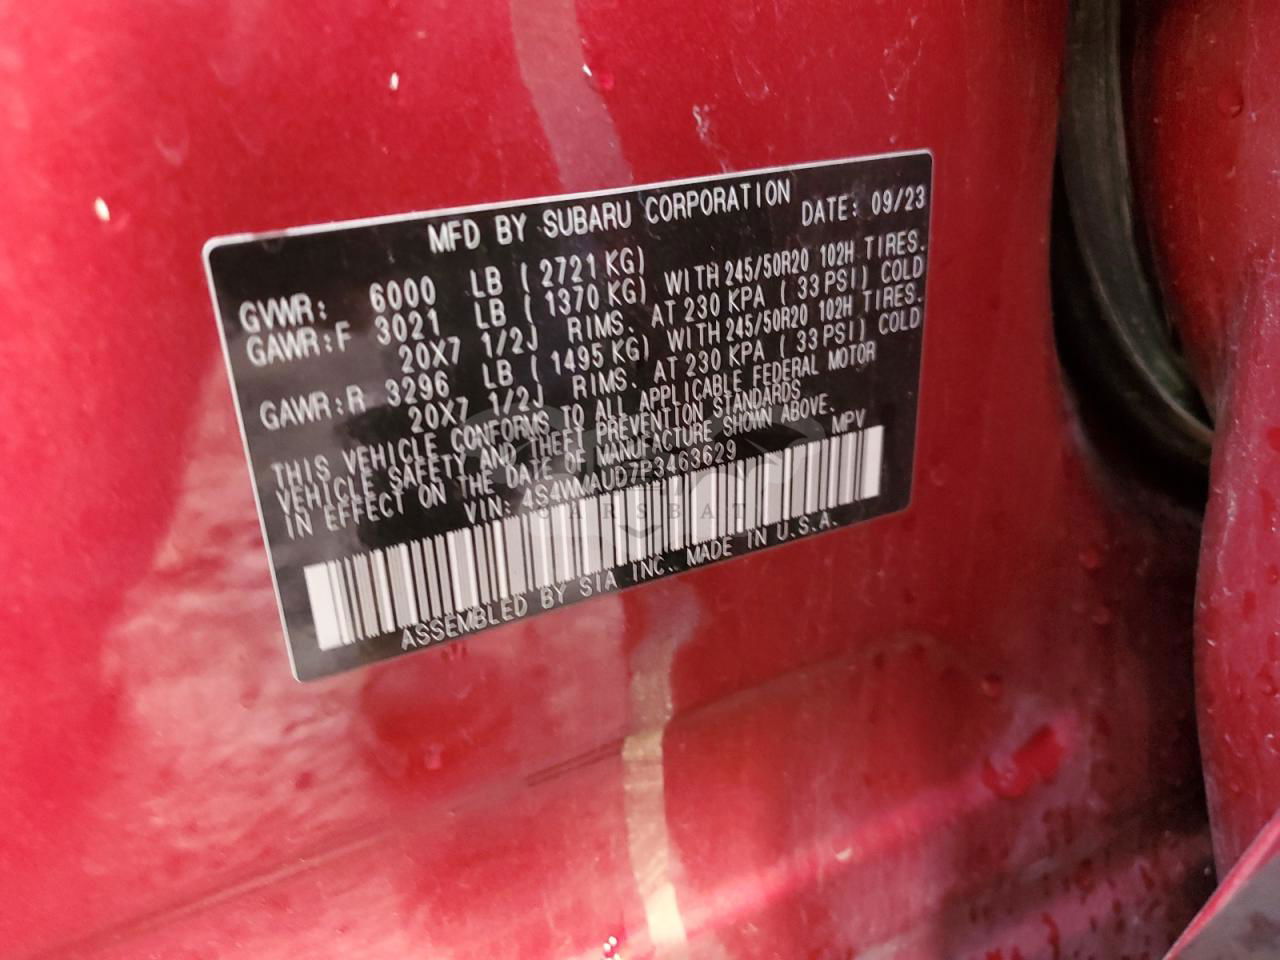 MFD BY SUBARU CORPORATION DATE: 09/23
GVWR: 6000 LB ( 2721 KG)
GAWR:F 3021 LB ( 1370 KG) WITH 245/50R20 102H TIRES.
20X7 1/2J RIMS. AT 230 KPA ( 33 PSI) COLD
GAWR:R 3296 LB ( 1495 KG) WITH 245/50R20 102H TIRES.
20X7 1/2J RIMS. AT 230 KPA ( 33 PSI) COLD
THIS VEHICLE CONFORMS TO ALL APPLICABLE FEDERAL MOTOR
VEHICLE SAFETY AND THEFT PREVENTION STANDARDS
IN EFFECT ON THE DATE OF MANUFACTURE SHOWN ABOVE.
VIN: 4S4WMAUD7P3463629 MPV
CARSBAT
ASSEMBLED BY SIA INC. MADE IN U.S.A.